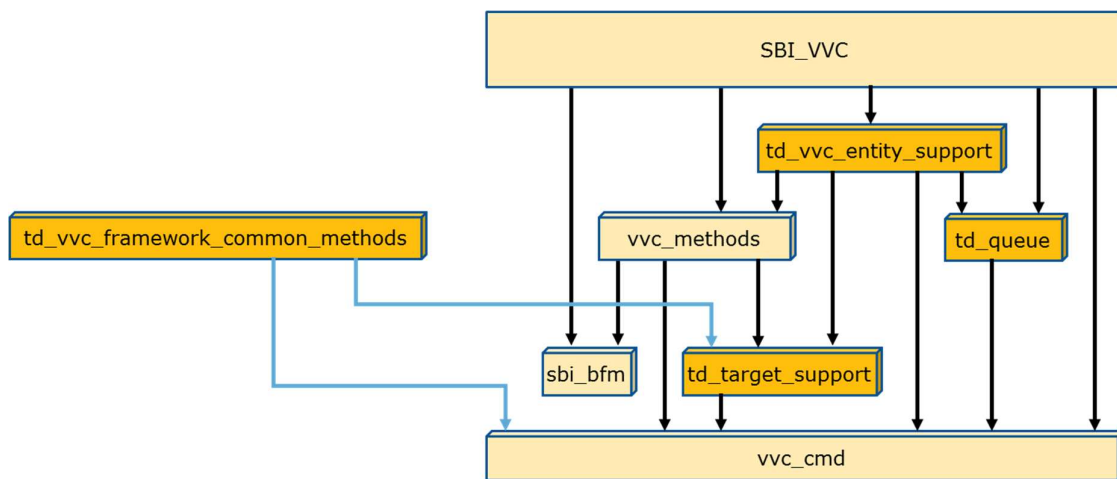 SBI_VVC
td_vvc_entity_support
td_vvc_framework_common_methods
vvc_methods
td_queue
sbi_bfm
td_target_support
vvc_cmd